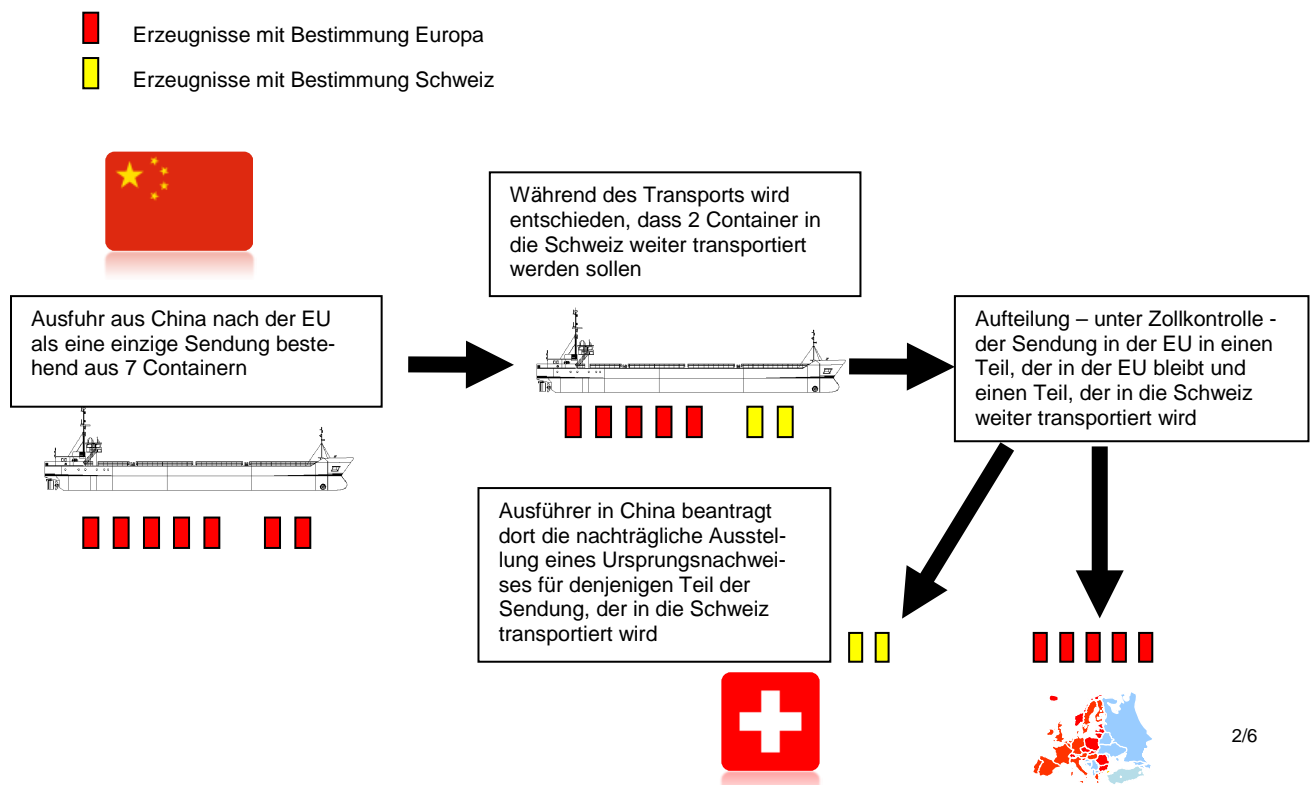 Erzeugnisse mit Bestimmung Europa
Erzeugnisse mit Bestimmung Schweiz
Während des Transports wird
entschieden, dass 2 Container in
die Schweiz weiter transportiert
werden sollen
Ausfuhr aus China nach der EU
als eine einzige Sendung beste-
hend aus 7 Containern
Aufteilung – unter Zollkontrolle -
der Sendung in der EU in einen
Teil, der in der EU bleibt und
einen Teil, der in die Schweiz
weiter transportiert wird
Ausführer in China beantragt
dort die nachträgliche Ausstel-
lung eines Ursprungsnachwei-
ses für denjenigen Teil der
Sendung, der in die Schweiz
transportiert wird
2/6